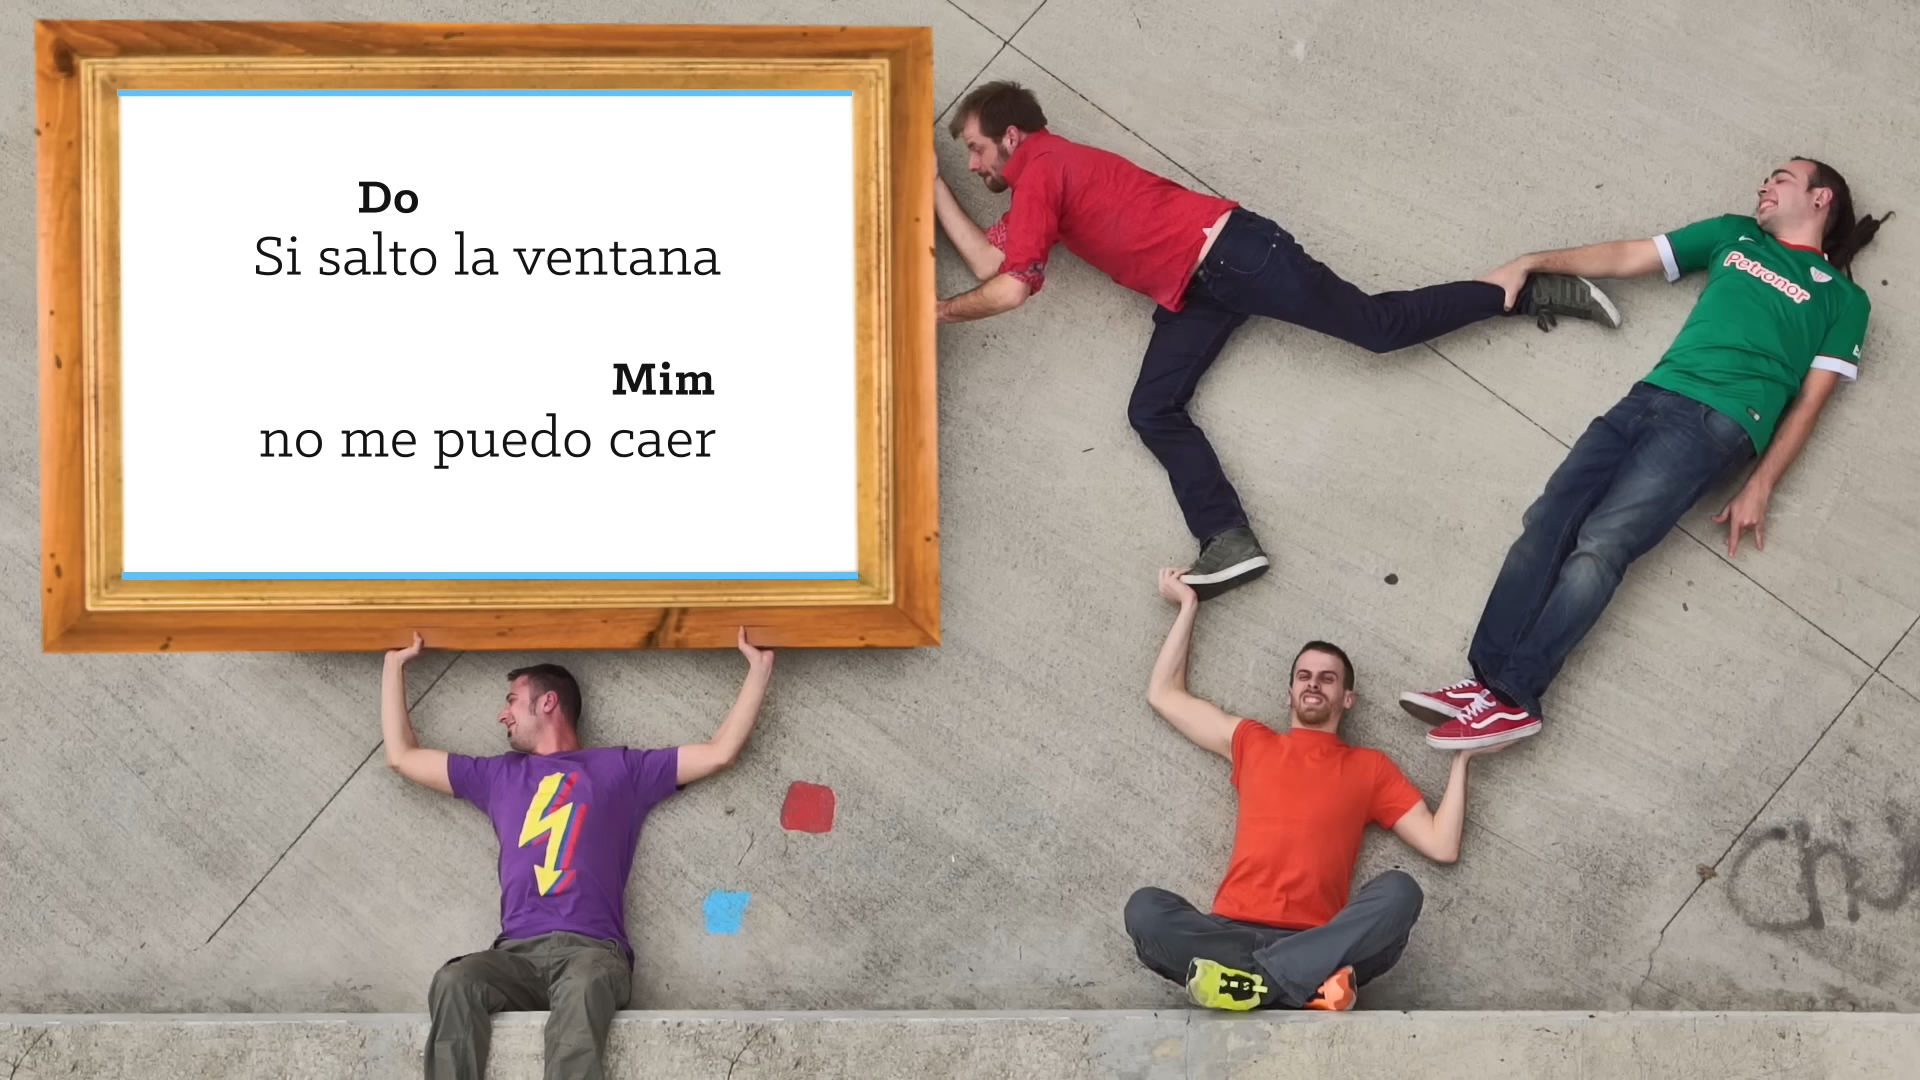 Do
Si salto la ventana
Mim
no me puedo caer
Petronor